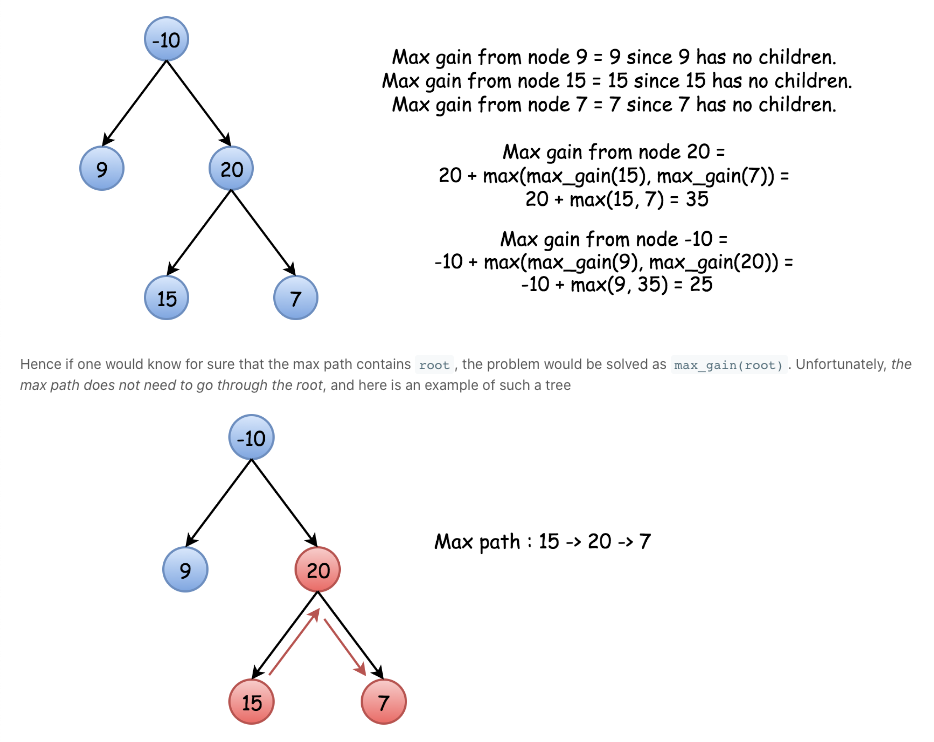 -10
Max gain from node 9 = 9 since 9 has no children.
Max gain from node 15 = 15 since 15 has no children.
Max gain from node 7 = 7 since 7 has no children.
9
20
Max gain from node 20 =
20 + max(max_gain(15), max_gain(7)) =
20 + max(15, 7) = 35
Max gain from node -10 =
-10 + max(max_gain(9), max_gain(20)) =
-10 + max(9, 35) = 25
15
7
Hence if one would know for sure that the max path contains root, the problem would be solved as max_gain(root). Unfortunately, the
max path does not need to go through the root, and here is an example of such a tree
-10
Max path : 15 -> 20 -> 7
9
20
15
7